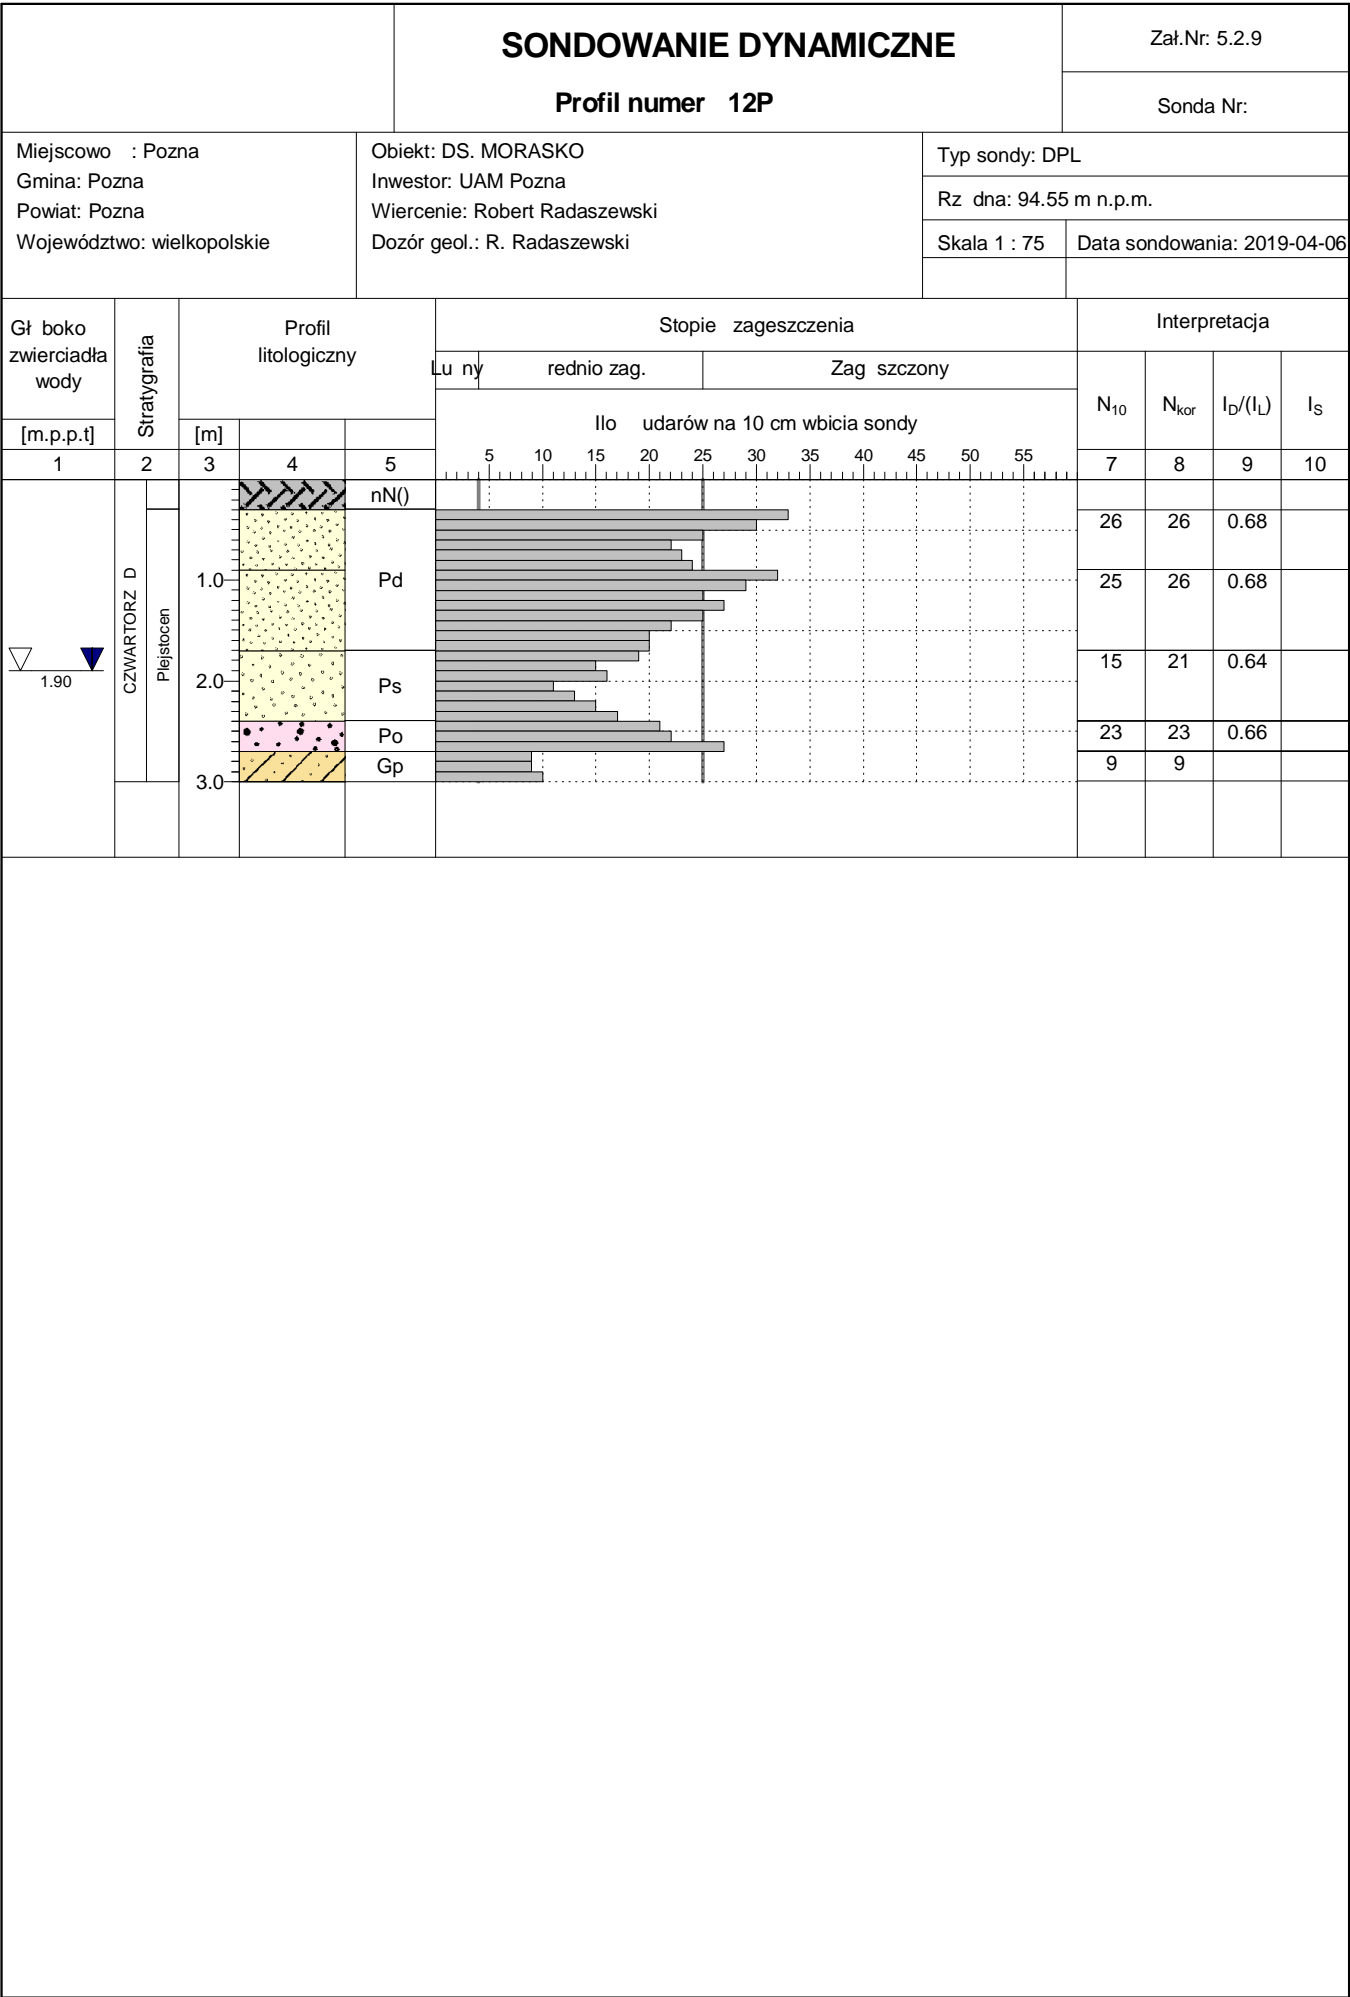 SONDOWANIE DYNAMICZNE
Profil numer 12P
Zał.Nr: 5.2.9
Sonda Nr:
Miejscowo : Pozna
Gmina: Pozna
Powiat: Pozna
Województwo: wielkopolskie
Obiekt: DS. MORASKO
Inwestor: UAM Pozna
Wiercenie: Robert Radaszewski
Dozór geol.: R. Radaszewski
Typ sondy: DPL
Rz dna: 94.55 m n.p.m.
Skala 1 : 75
Data sondowania: 2019-04-06
Gł boko
zwierciadła
wody
[m.p.p.t]
Stratygrafia
Profil
litologiczny
[m]
Stopie zageszczenia
Lu ny
rednio zag.
Zag szczony
Ilo udarów na 10 cm wbicia sondy
5 10 15 20 25 30 35 40 45 50 55
Interpretacja
N10 Nkor ID/(IL) IS
1 2 3 4 5 7 8 9 10
nN()
26 26 0.68
1.0 Pd 25 26 0.68
CZWARTORZ D
Plejstocen
1.90
15 21 0.64
2.0 Ps
Po 23 23 0.66
Gp 9 9
3.0